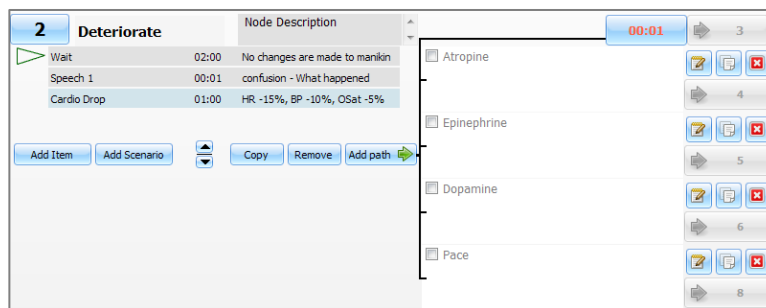 2 Deteriorate Node Description 00:01 3
Wait 02:00 No changes are made to manikin
Speech 1 00:01 confusion - What happened
Cardio Drop 01:00 HR -15%, BP -10%, OSat -5%
Add Item Add Scenario Copy Remove Add path
Atropine
4
Epinephrine
5
Dopamine
6
Pace
8